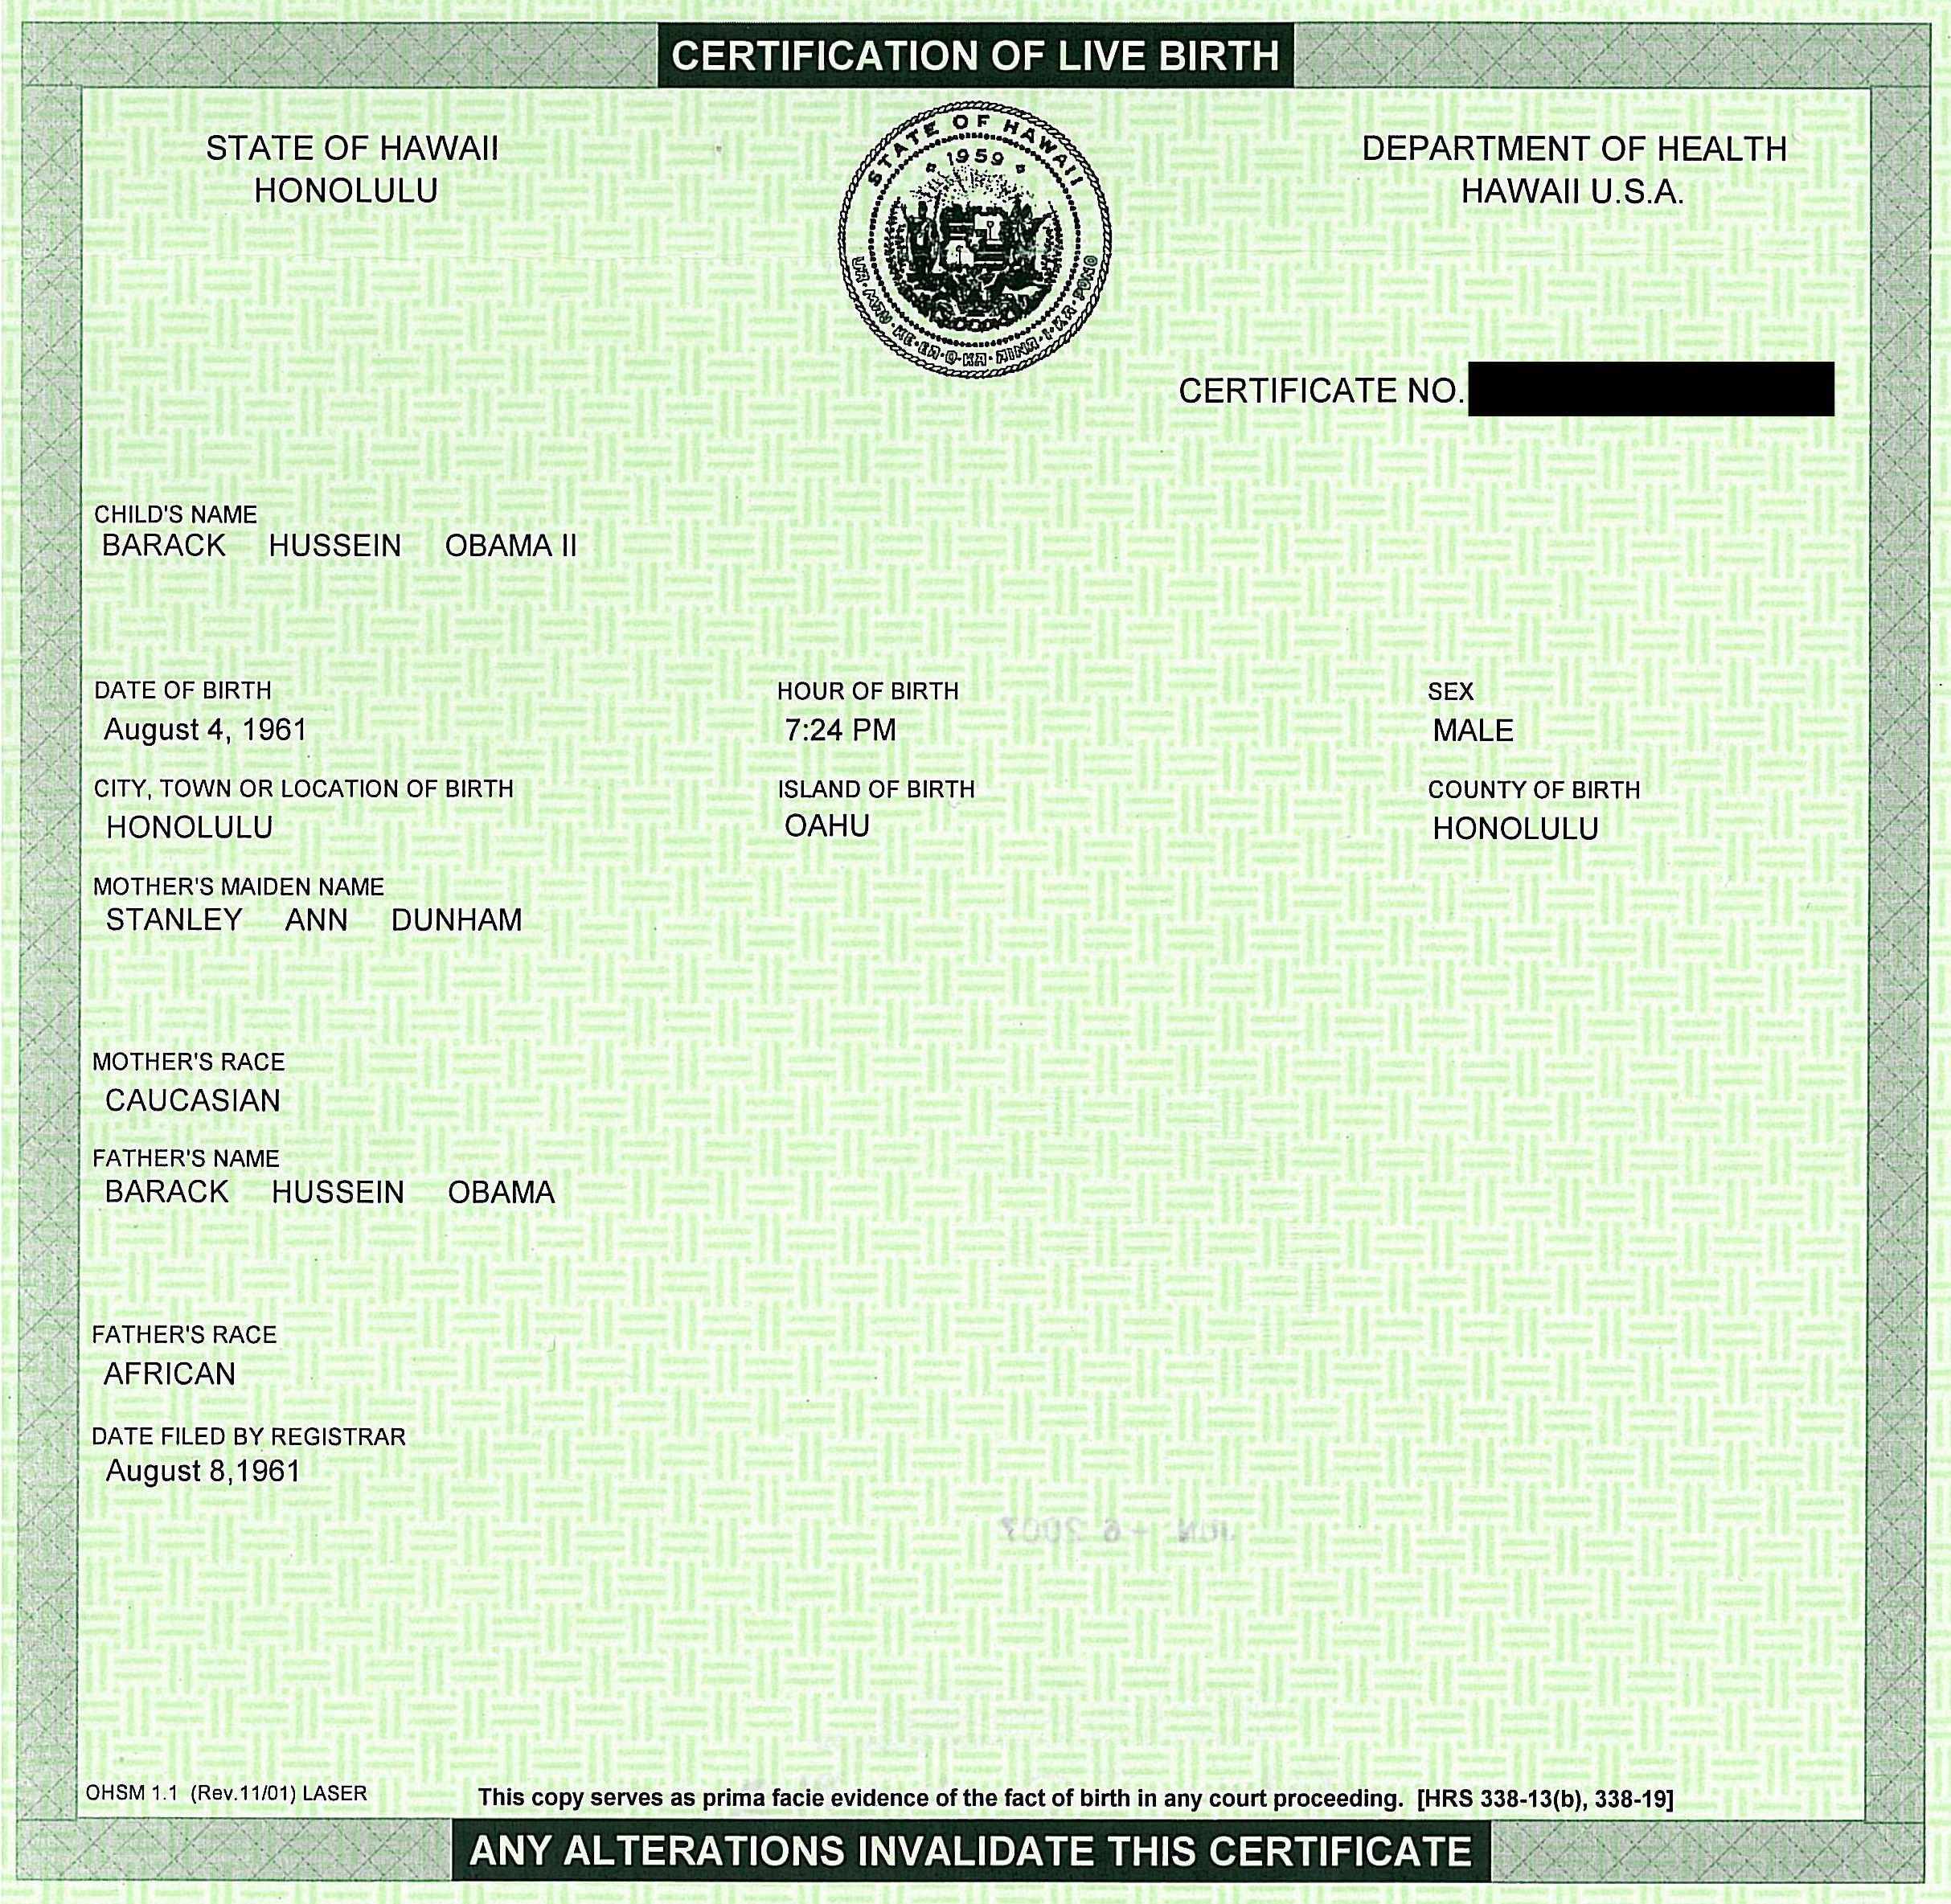 CERTIFICATION OF LIVE BIRTH
STATE OF HAWAII
HONOLULU
STATE OF HAWAII
1959
UA·MAU·KE·EA·O·KA·AINA·I·KA·PONO
DEPARTMENT OF HEALTH
HAWAII U.S.A.
CERTIFICATE NO.
CHILD'S NAME
BARACK HUSSEIN OBAMA II
DATE OF BIRTH HOUR OF BIRTH SEX
August 4, 1961 7:24 PM MALE
CITY, TOWN OR LOCATION OF BIRTH ISLAND OF BIRTH COUNTY OF BIRTH
HONOLULU OAHU HONOLULU
MOTHER'S MAIDEN NAME
STANLEY ANN DUNHAM
MOTHER'S RACE
CAUCASIAN
FATHER'S NAME
BARACK HUSSEIN OBAMA
FATHER'S RACE
AFRICAN
DATE FILED BY REGISTRAR
August 8,1961
JUN - 6 2007
OHSM 1.1 (Rev.11/01) LASER This copy serves as prima facie evidence of the fact of birth in any court proceeding. [HRS 338-13(b), 338-19]
ANY ALTERATIONS INVALIDATE THIS CERTIFICATE